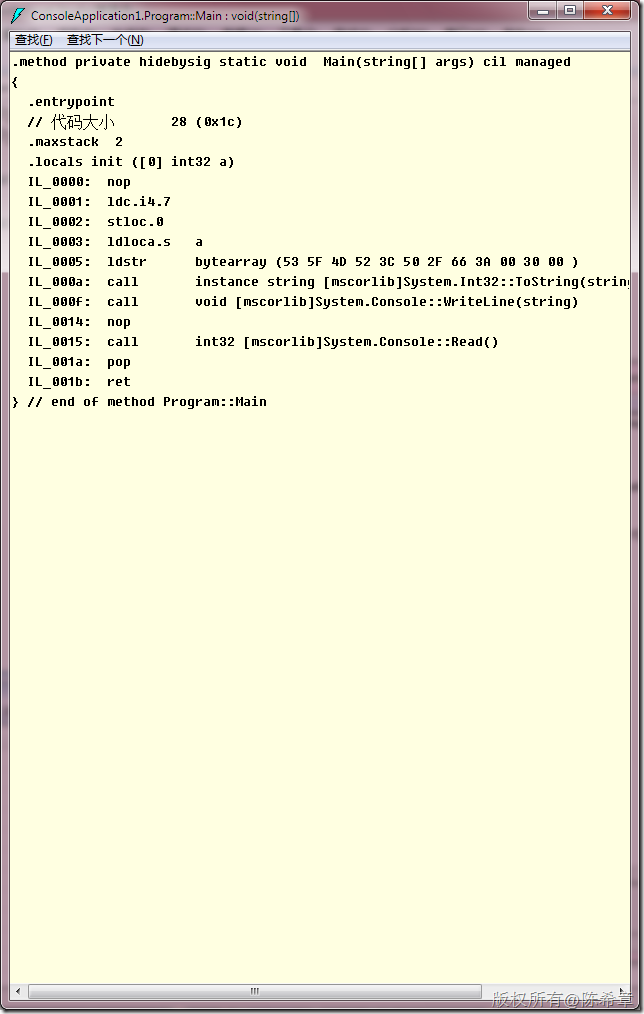 ConsoleApplication1.Program::Main : void(string[])
查找(F) 查找下一个(N)
.method private hidebysig static void  Main(string[] args) cil managed
{
  .entrypoint
  // 代码大小       28 (0x1c)
  .maxstack  2
  .locals init ([0] int32 a)
  IL_0000:  nop
  IL_0001:  ldc.i4.7
  IL_0002:  stloc.0
  IL_0003:  ldloca.s   a
  IL_0005:  ldstr      bytearray (53 5F 4D 52 3C 50 2F 66 3A 00 30 00 )
  IL_000a:  call       instance string [mscorlib]System.Int32::ToString(string
  IL_000f:  call       void [mscorlib]System.Console::WriteLine(string)
  IL_0014:  nop
  IL_0015:  call       int32 [mscorlib]System.Console::Read()
  IL_001a:  pop
  IL_001b:  ret
} // end of method Program::Main
版权所有@陈希章